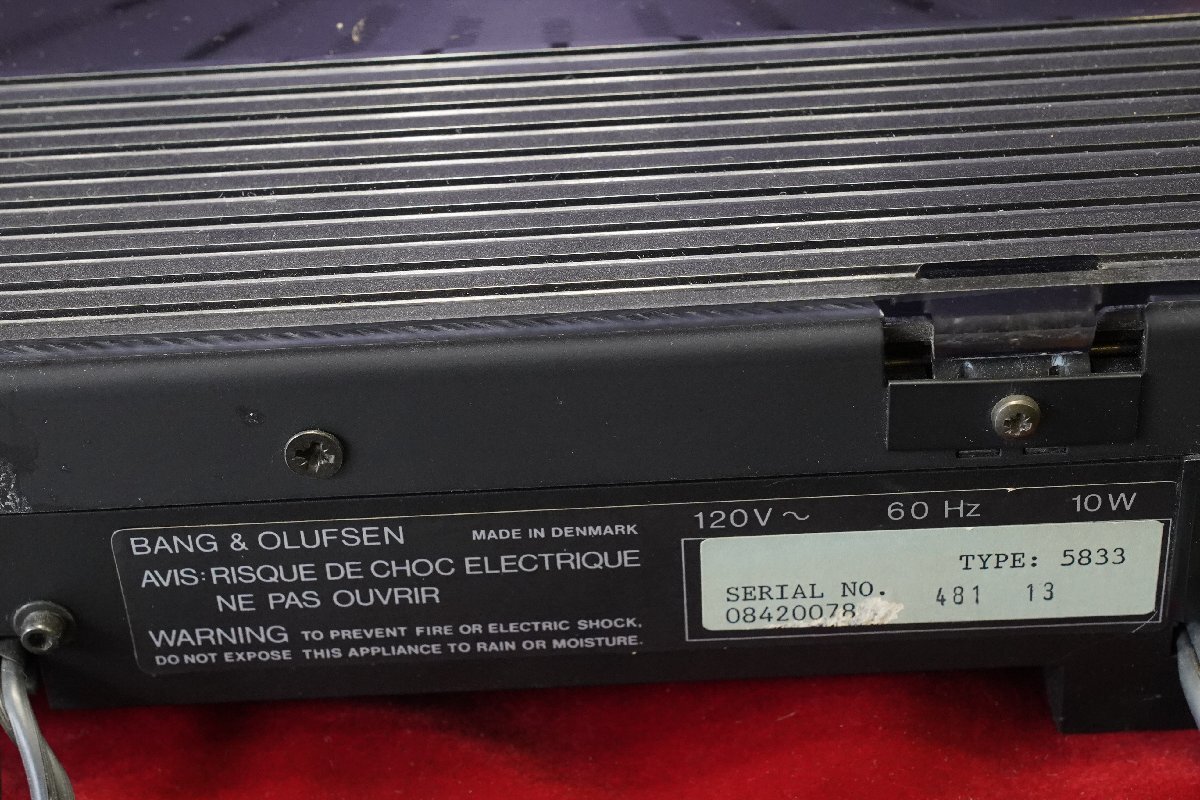 BANG & OLUFSEN MADE IN DENMARK
AVIS: RISQUE DE CHOC ELECTRIQUE
NE PAS OUVRIR
WARNING TO PREVENT FIRE OR ELECTRIC SHOCK,
DO NOT EXPOSE THIS APPLIANCE TO RAIN OR MOISTURE.
120V ~ 60 Hz 10W
TYPE: 5833
SERIAL NO. 481 13
08420078